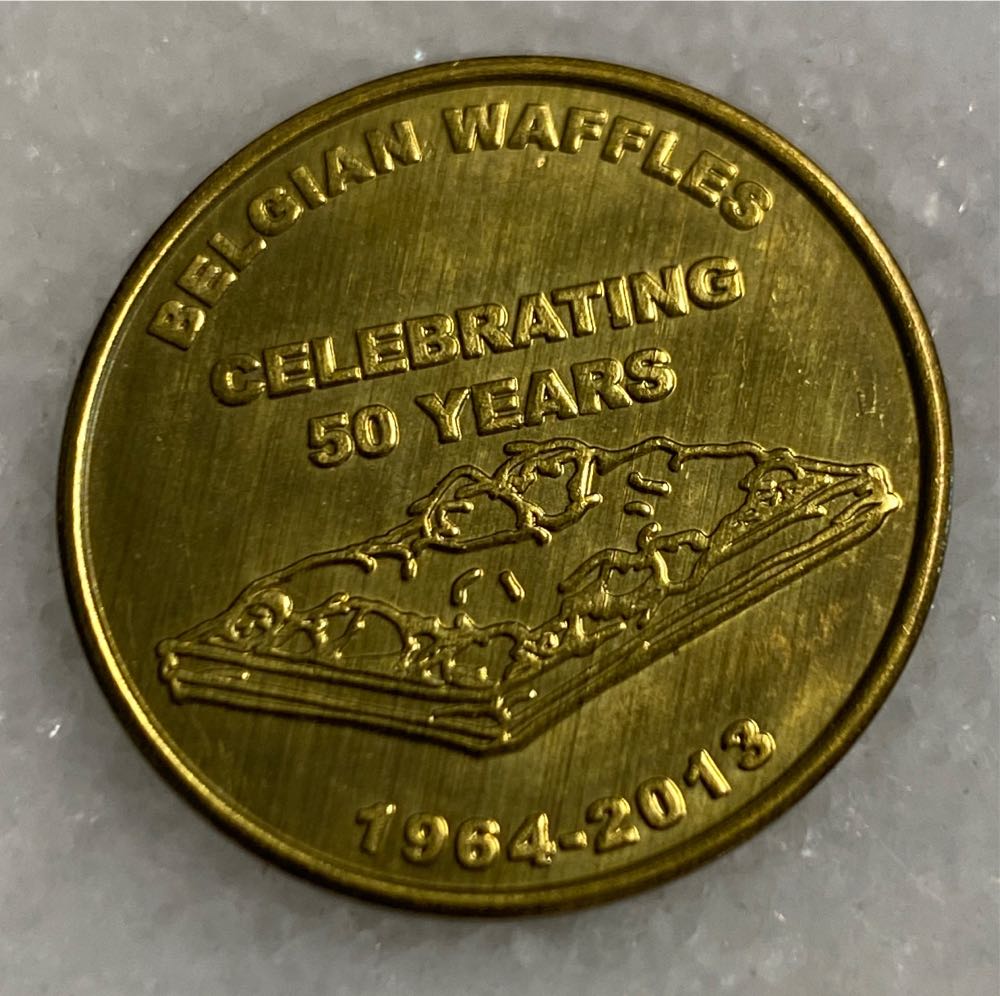 BELGIAN WAFFLES
CELEBRATING
50 YEARS
1964-2013